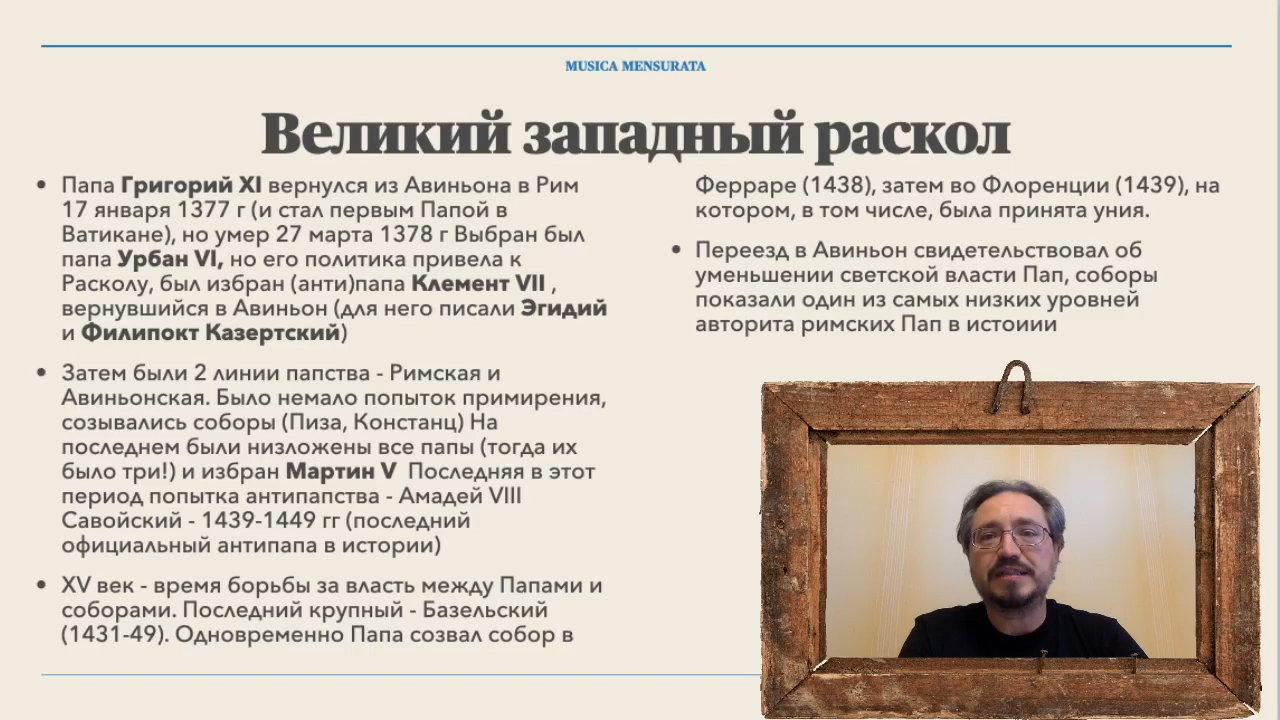 MUSICA MENSURATA
Великий западный раскол
• Папа Григорий XI вернулся из Авиньона в Рим
17 января 1377 г (и стал первым Папой в
Ватикане), но умер 27 марта 1378 г Выбран был
папа Урбан VI, но его политика привела к
Расколу, был избран (анти)папа Клемент VII ,
вернувшийся в Авиньон (для него писали Эгидий
и Филипокт Казертский)
• Затем были 2 линии папства - Римская и
Авиньонская. Было немало попыток примирения,
созывались соборы (Пиза, Констанц) На
последнем были низложены все папы (тогда их
было три!) и избран Мартин V Последняя в этот
период попытка антипапства - Амадей VIII
Савойский - 1439-1449 гг (последний
официальный антипапа в истории)
• XV век - время борьбы за власть между Папами и
соборами. Последний крупный - Базельский
(1431-49). Одновременно Папа созвал собор в
Ферраре (1438), затем во Флоренции (1439), на
котором, в том числе, была принята уния.
• Переезд в Авиньон свидетельствовал об
уменьшении светской власти Пап, соборы
показали один из самых низких уровней
авторита римских Пап в истоиии